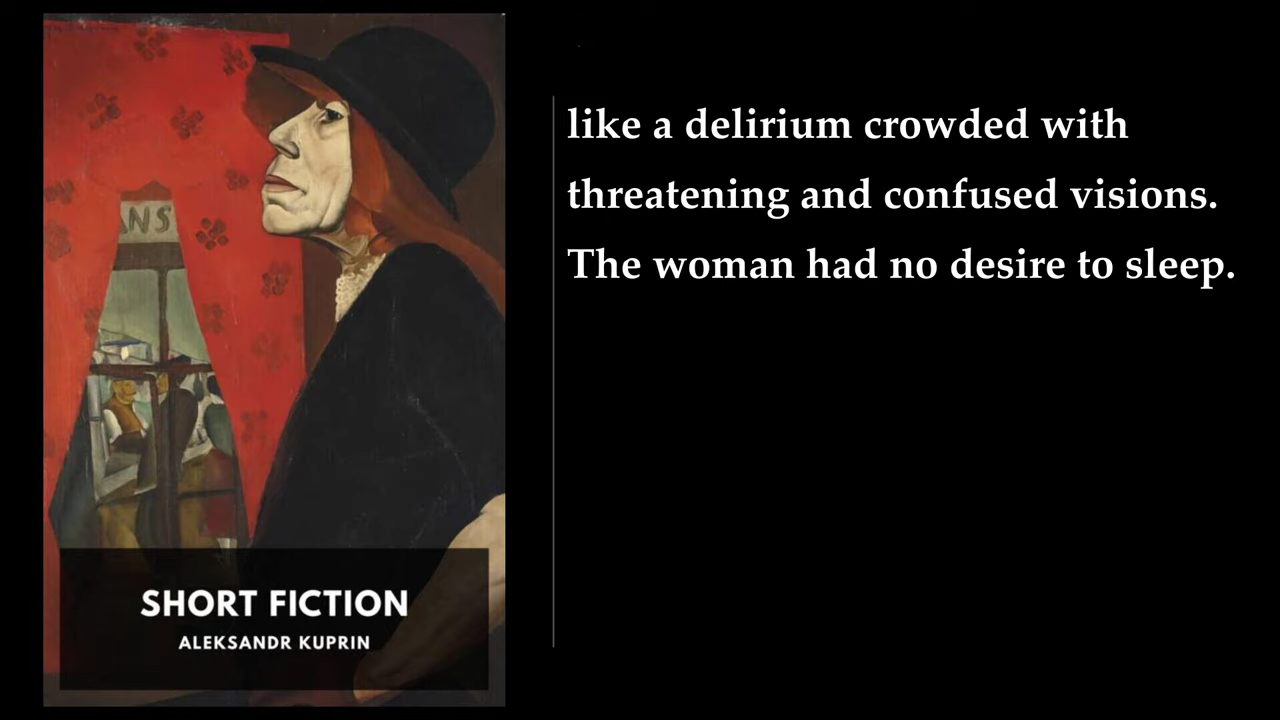 NS
SHORT FICTION
ALEKSANDR KUPRIN
like a delirium crowded with
threatening and confused visions.
The woman had no desire to sleep.